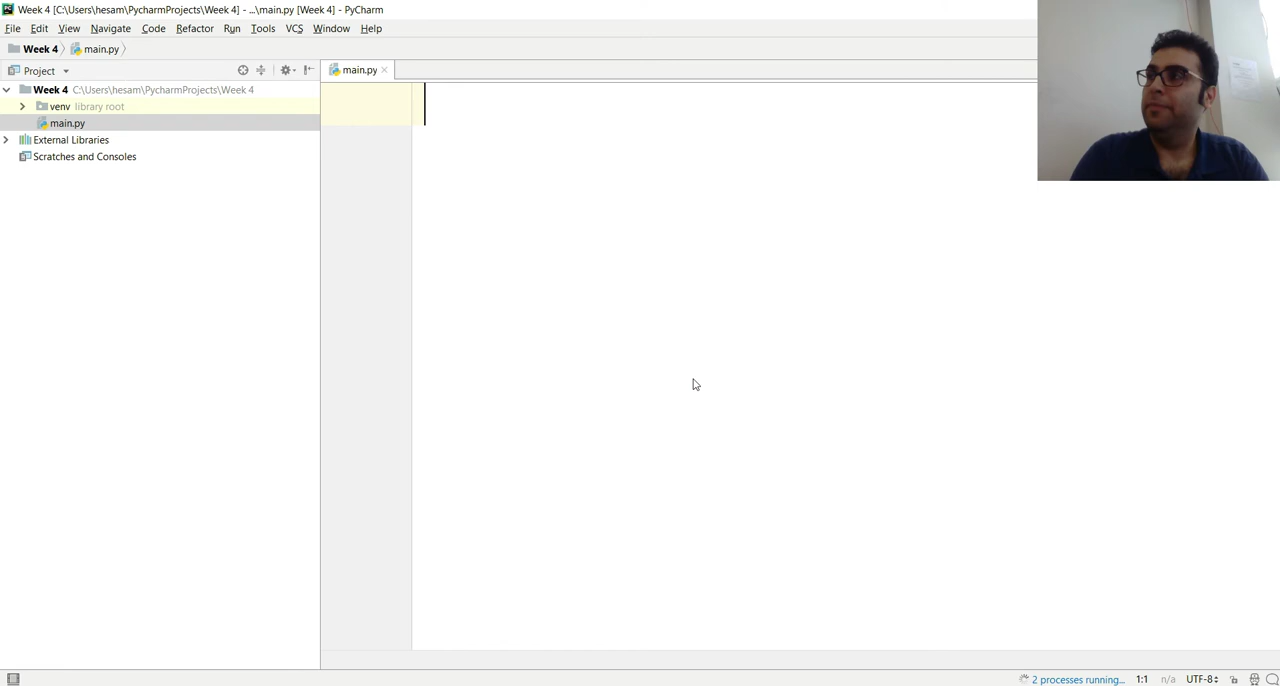 Week 4 [C:\Users\hesam\PycharmProjects\Week 4] - ...\main.py [Week 4] - PyCharm
File Edit View Navigate Code Refactor Run Tools VCS Window Help
Week 4 main.py
Project
main.py
Week 4 C:\Users\hesam\PycharmProjects\Week 4
venv library root
main.py
External Libraries
Scratches and Consoles
2 processes running... 1:1 n/a UTF-8